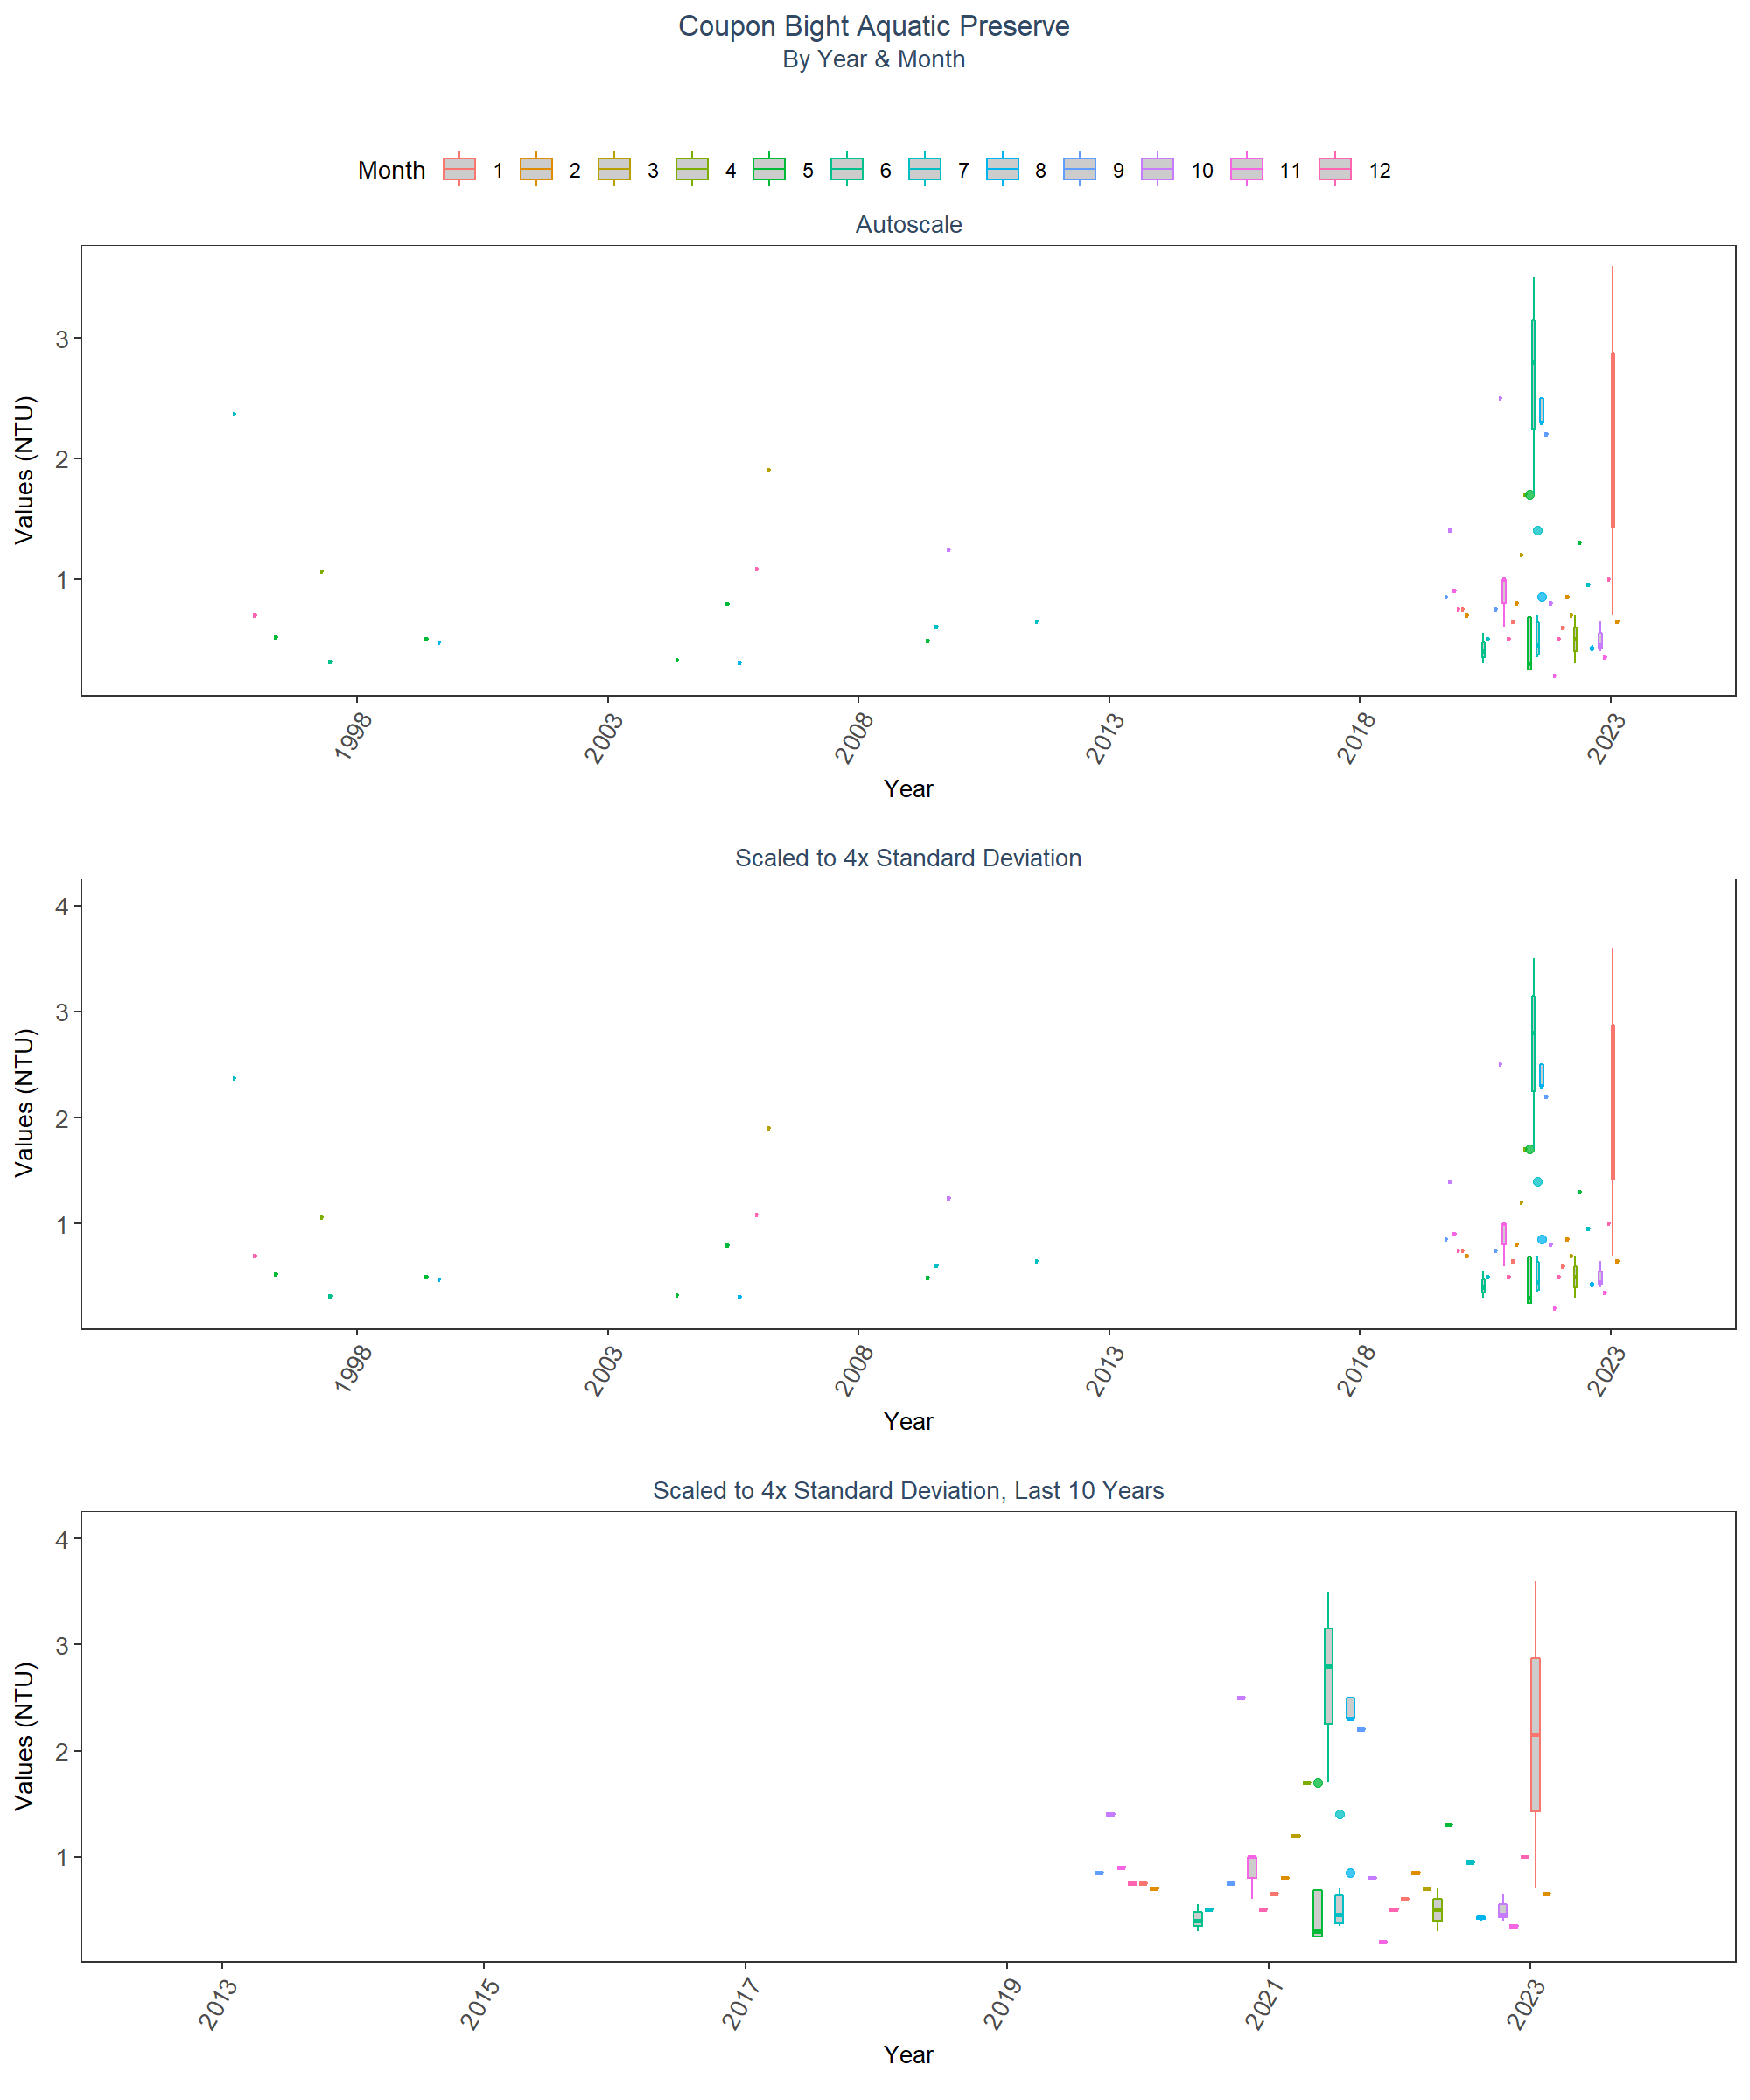 Coupon Bight Aquatic Preserve
By Year & Month
Month 1 2 3 4 5 6 7 8 9 10 11 12
Autoscale
Values (NTU)
3
2
1
1998 2003 2008 2013 2018 2023
Year
Scaled to 4x Standard Deviation
Values (NTU)
4
3
2
1
1998 2003 2008 2013 2018 2023
Year
Scaled to 4x Standard Deviation, Last 10 Years
Values (NTU)
4
3
2
1
2013 2015 2017 2019 2021 2023
Year